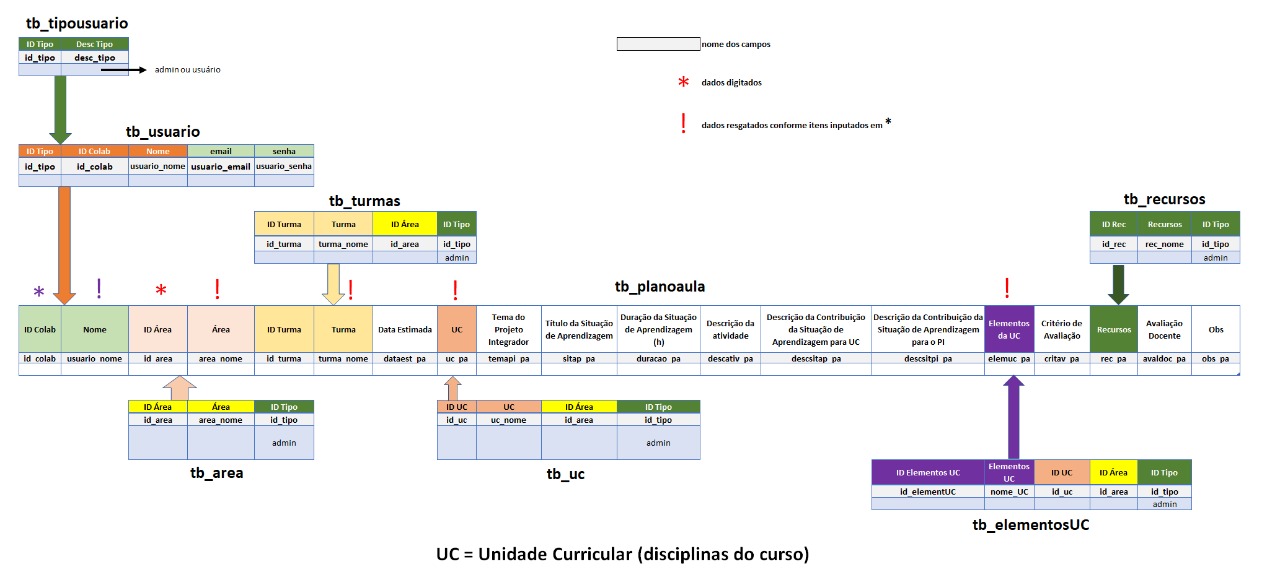 tb_tipousuario
ID Tipo Desc Tipo
id_tipo desc_tipo
admin ou usuário
nome dos campos
* dados digitados
! dados resgatados conforme itens inputados em *
tb_usuario
ID Tipo ID Colab Nome email senha
id_tipo id_colab usuario_nome usuario_email usuario_senha
tb_turmas
ID Turma Turma ID Área ID Tipo
id_turma turma_nome id_area id_tipo
admin
tb_recursos
ID Rec Recursos ID Tipo
id_rec rec_nome id_tipo
admin
tb_planoaula
* ! * ! ! ! !
ID Colab
Nome
ID Área
Área
ID Turma
Turma
Data Estimada
UC
Tema do
Projeto
Integrador
Título da Situação
de Aprendizagem
Duração da Situação
de Aprendizagem
(h)
Descrição da
atividade
Descrição da Contribuição
da Situação de
Aprendizagem para UC
Descrição da Contribuição da
Situação de Aprendizagem
para o PI
Elementos
da UC
Critério de
Avaliação
Recursos
Avaliação
Docente
Obs
id_colab usuario_nome id_area area_nome id_turma turma_nome dataest_pa uc_pa temapi_pa sitap_pa duracao_pa descativ_pa descsitap_pa descsitpi_pa elemuc_pa critav_pa rec_pa avaldoc_pa obs_pa
ID Área Área ID Tipo
id_area area_nome id_tipo
admin
tb_area
ID UC UC ID Área ID Tipo
id_uc uc_nome id_area id_tipo
admin
tb_uc
ID Elementos UC
Elementos
UC
ID UC
ID Área
ID Tipo
id_elementUC nome_UC id_uc id_area id_tipo
admin
tb_elementosUC
UC = Unidade Curricular (disciplinas do curso)